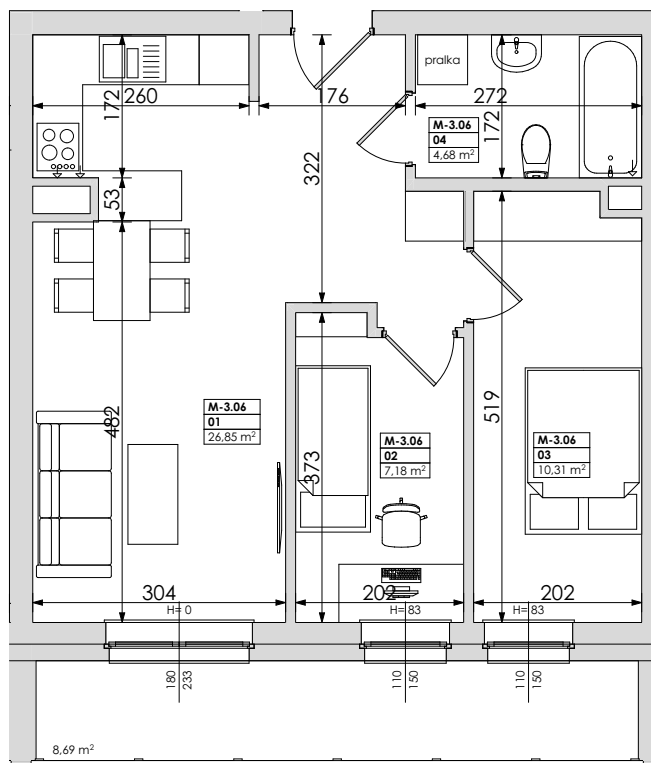 pralka
260
176
272
172
172
M-3.06
04
4,68 m²
322
53
482
M-3.06
01
26,85 m²
373
M-3.06
02
7,18 m²
519
M-3.06
03
10,31 m²
304
202
202
H= 0
H= 83
H= 83
180
233
110
150
110
150
8,69 m²